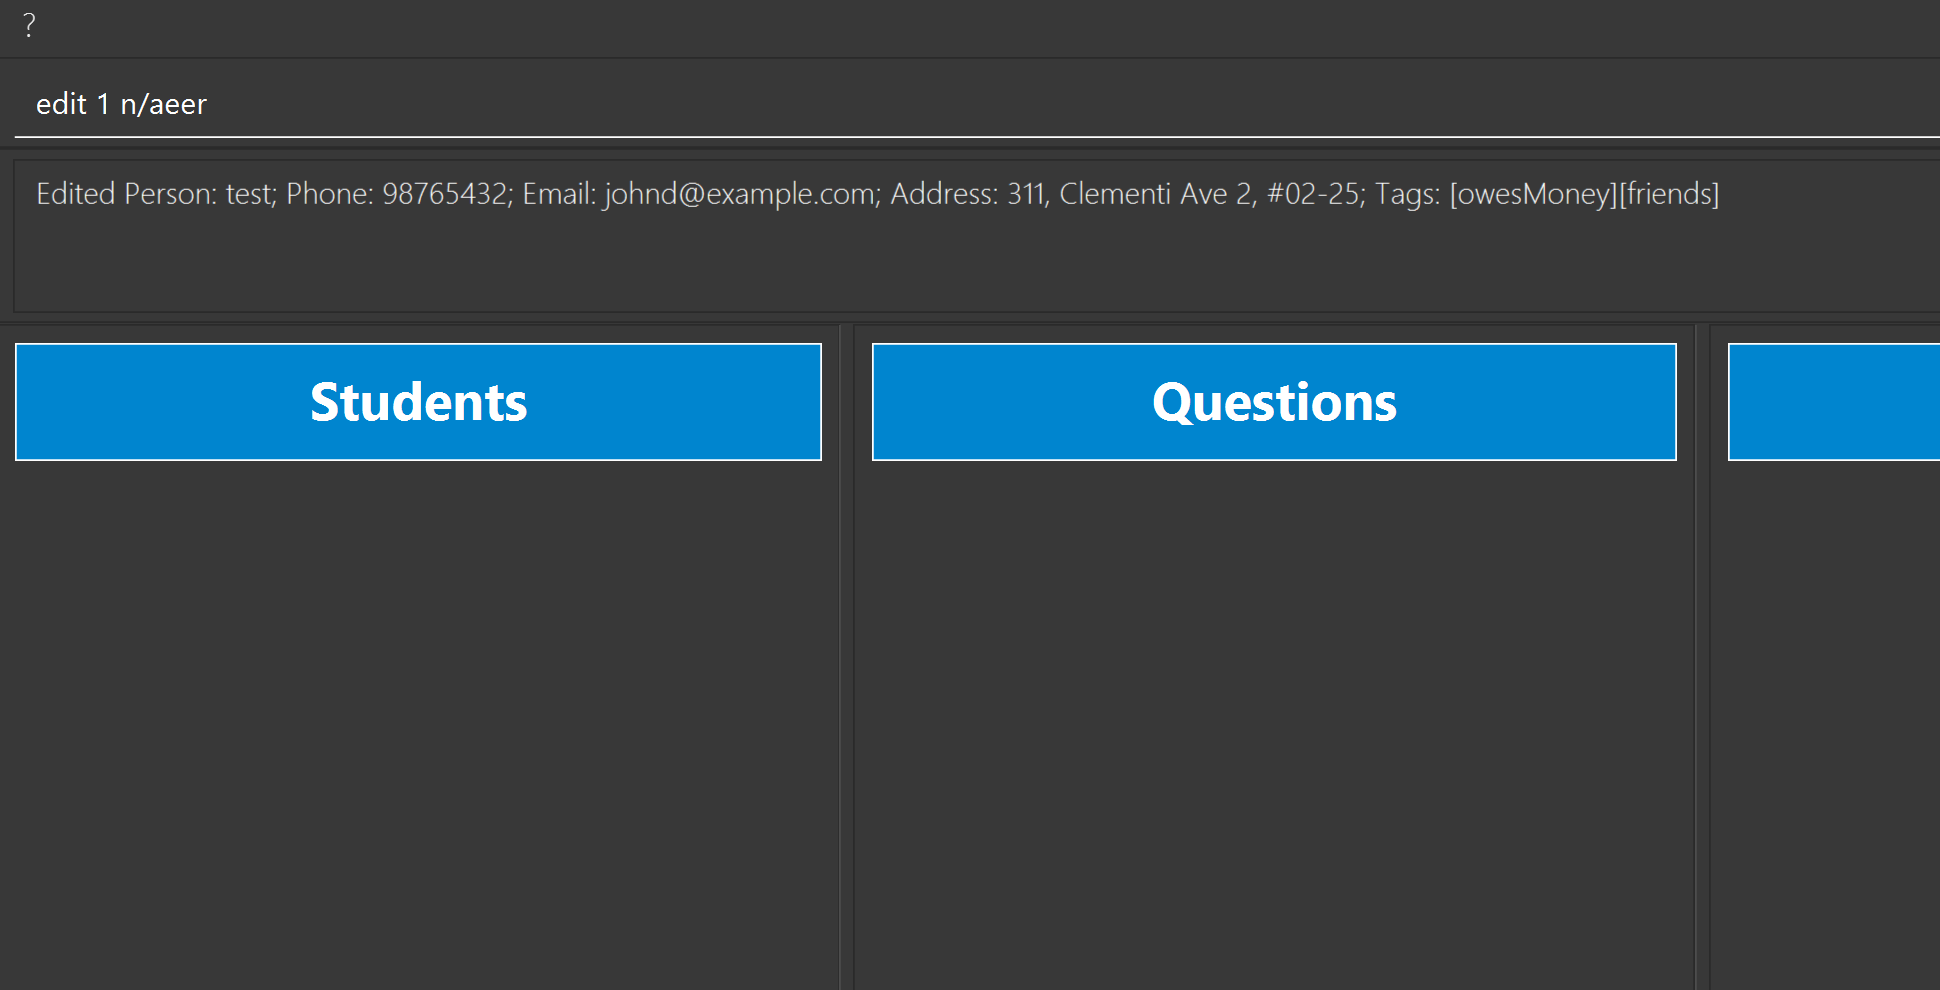 ?
edit 1 n/aeer
Edited Person: test; Phone: 98765432; Email: johnd@example.com; Address: 311, Clementi Ave 2, #02-25; Tags: [owesMoney][friends]
Students
Questions